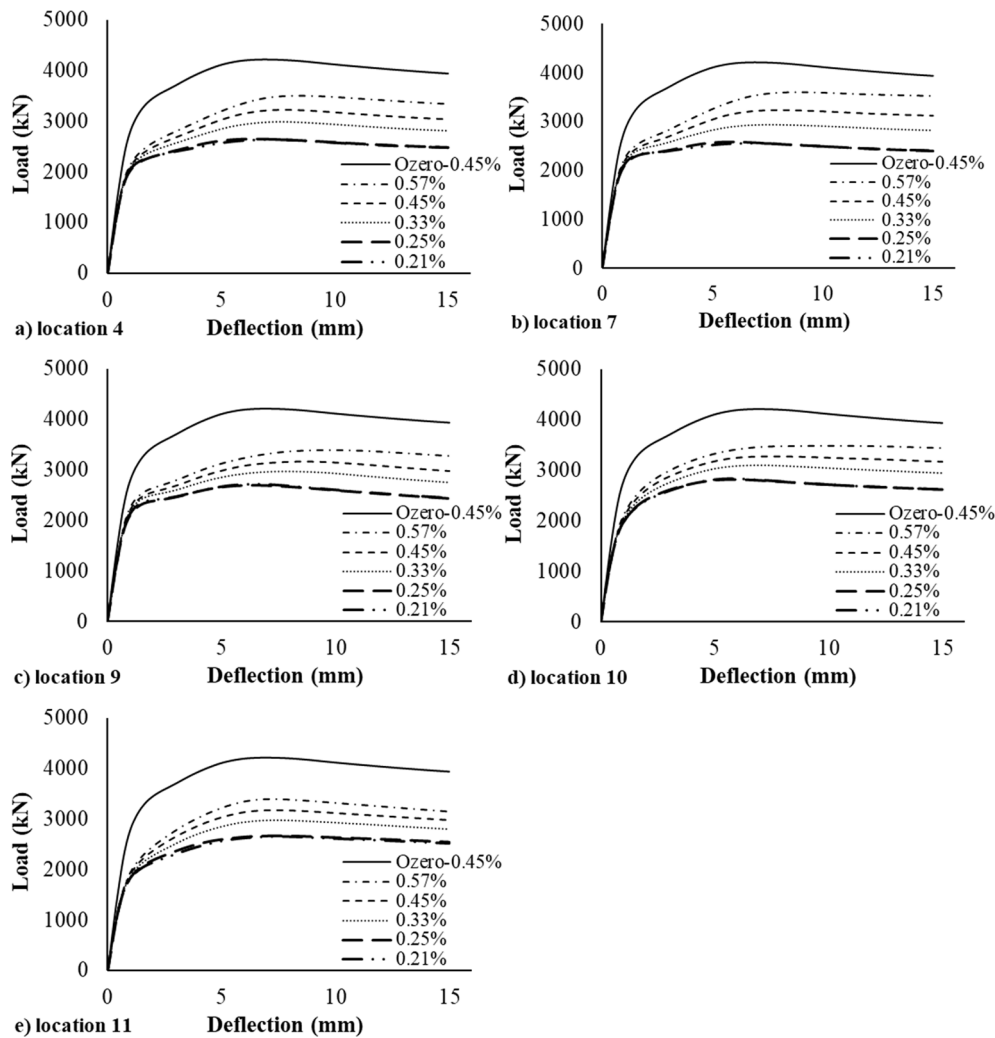 5000
4000
3000
2000
1000
0
Load (kN)
Ozero-0.45%
0.57%
0.45%
0.33%
0.25%
0.21%
0 5 10 15
a) location 4 Deflection (mm)
5000
4000
3000
2000
1000
0
Load (kN)
Ozero-0.45%
0.57%
0.45%
0.33%
0.25%
0.21%
0 5 10 15
b) location 7 Deflection (mm)
5000
4000
3000
2000
1000
0
Load (kN)
Ozero-0.45%
0.57%
0.45%
0.33%
0.25%
0.21%
0 5 10 15
c) location 9 Deflection (mm)
5000
4000
3000
2000
1000
0
Load (kN)
Ozero-0.45%
0.57%
0.45%
0.33%
0.25%
0.21%
0 5 10 15
d) location 10 Deflection (mm)
5000
4000
3000
2000
1000
0
Load (kN)
Ozero-0.45%
0.57%
0.45%
0.33%
0.25%
0.21%
0 5 10 15
e) location 11 Deflection (mm)